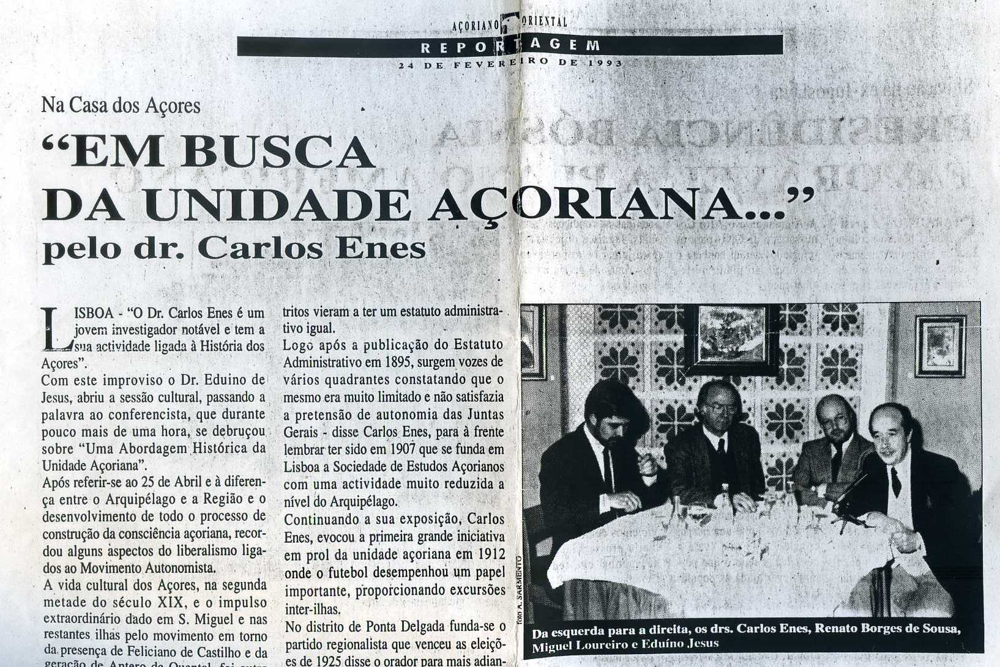 AÇORIANO ORIENTAL
REPORTAGEM
24 DE FEVEREIRO DE 1993
Na Casa dos Açores
“EM BUSCA
DA UNIDADE AÇORIANA...”
pelo dr. Carlos Enes
LISBOA - “O Dr. Carlos Enes é um
jovem investigador notável e tem a
sua actividade ligada à História dos
Açores”.
Com este improviso o Dr. Eduino de
Jesus, abriu a sessão cultural, passando a
palavra ao conferencista, que durante
pouco mais de uma hora, se debruçou
sobre “Uma Abordagem Histórica da
Unidade Açoriana”.
Após referir-se ao 25 de Abril e à diferen-
ça entre o Arquipélago e a Região e o
desenvolvimento de todo o processo de
construção da consciência açoriana, recor-
dou alguns aspectos do liberalismo liga-
dos ao Movimento Autonomista.
A vida cultural dos Açores, na segunda
metade do século XIX, e o impulso
extraordinário dado em S. Miguel e nas
restantes ilhas pelo movimento em torno
da presença de Feliciano de Castilho e da
geração de Antero de Quental, foi
tritos vieram a ter um estatuto administra-
tivo igual.
Logo após a publicação do Estatuto
Administrativo em 1895, surgem vozes de
vários quadrantes constatando que o
mesmo era muito limitado e não satisfazia
a pretensão de autonomia das Juntas
Gerais - disse Carlos Enes, para à frente
lembrar ter sido em 1907 que se funda em
Lisboa a Sociedade de Estudos Açorianos
com uma actividade muito reduzida a
nível do Arquipélago.
Continuando a sua exposição, Carlos
Enes, evocou a primeira grande iniciativa
em prol da unidade açoriana em 1912
onde o futebol desempenhou um papel
importante, proporcionando excursões
inter-ilhas.
No distrito de Ponta Delgada funda-se o
partido regionalista que venceu as eleiçõ-
es de 1925 disse o orador para mais adian-
foto A. SARMENTO
Da esquerda para a direita, os drs. Carlos Enes, Renato Borges de Sousa,
Miguel Loureiro e Eduíno Jesus